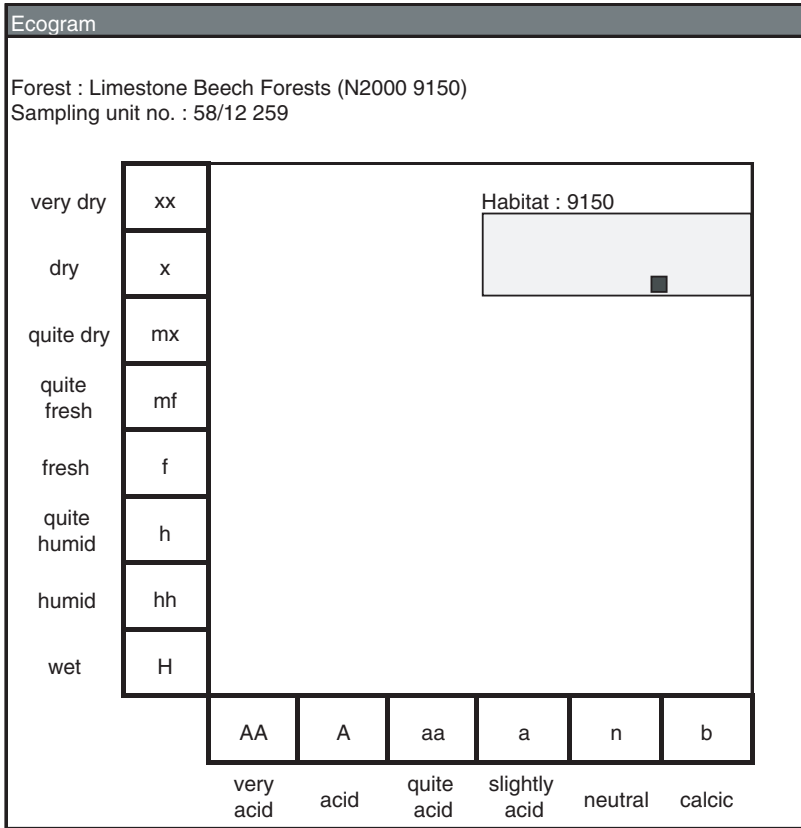 Ecogram
Forest : Limestone Beech Forests (N2000 9150)
Sampling unit no. : 58/12 259
Habitat : 9150
very dry xx
dry x
quite dry mx
quite
fresh
mf
fresh f
quite
humid
h
humid hh
wet H
AA A aa a n b
very
acid
acid
quite
acid
slightly
acid
neutral
calcic